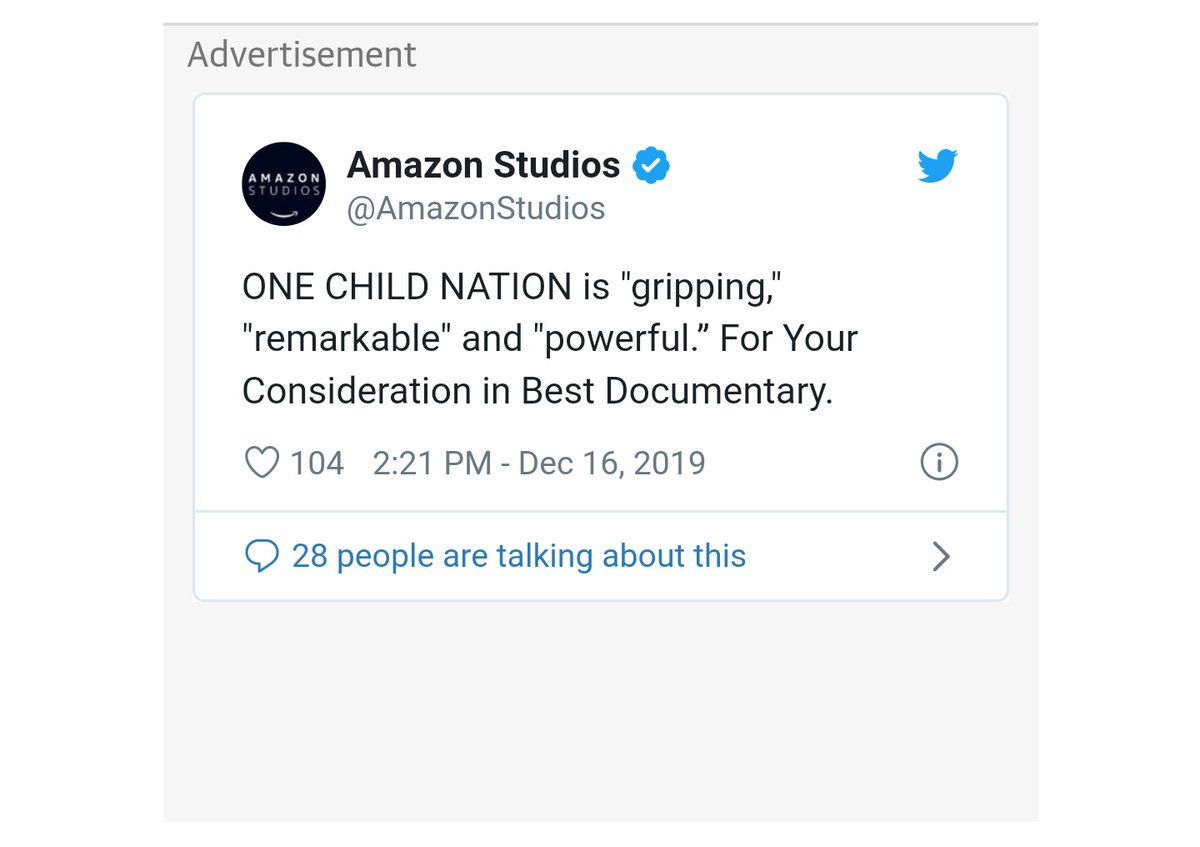 Advertisement
AMAZON
STUDIOS
Amazon Studios
@AmazonStudios
ONE CHILD NATION is "gripping,"
"remarkable" and "powerful.” For Your
Consideration in Best Documentary.
104 2:21 PM - Dec 16, 2019
28 people are talking about this